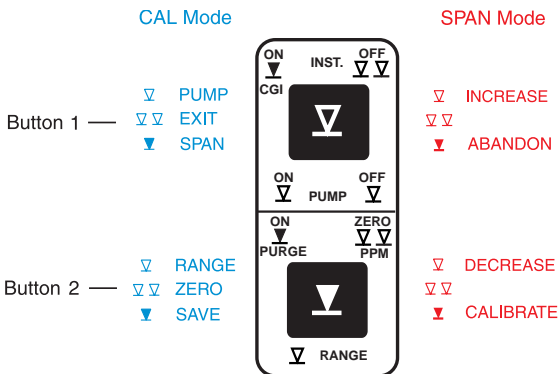 CAL Mode
SPAN Mode
ON
INST.
OFF
CGI
PUMP
EXIT
SPAN
Button 1
INCREASE
ABANDON
ON
OFF
PUMP
ON
ZERO
PURGE
PPM
RANGE
ZERO
SAVE
Button 2
DECREASE
CALIBRATE
RANGE